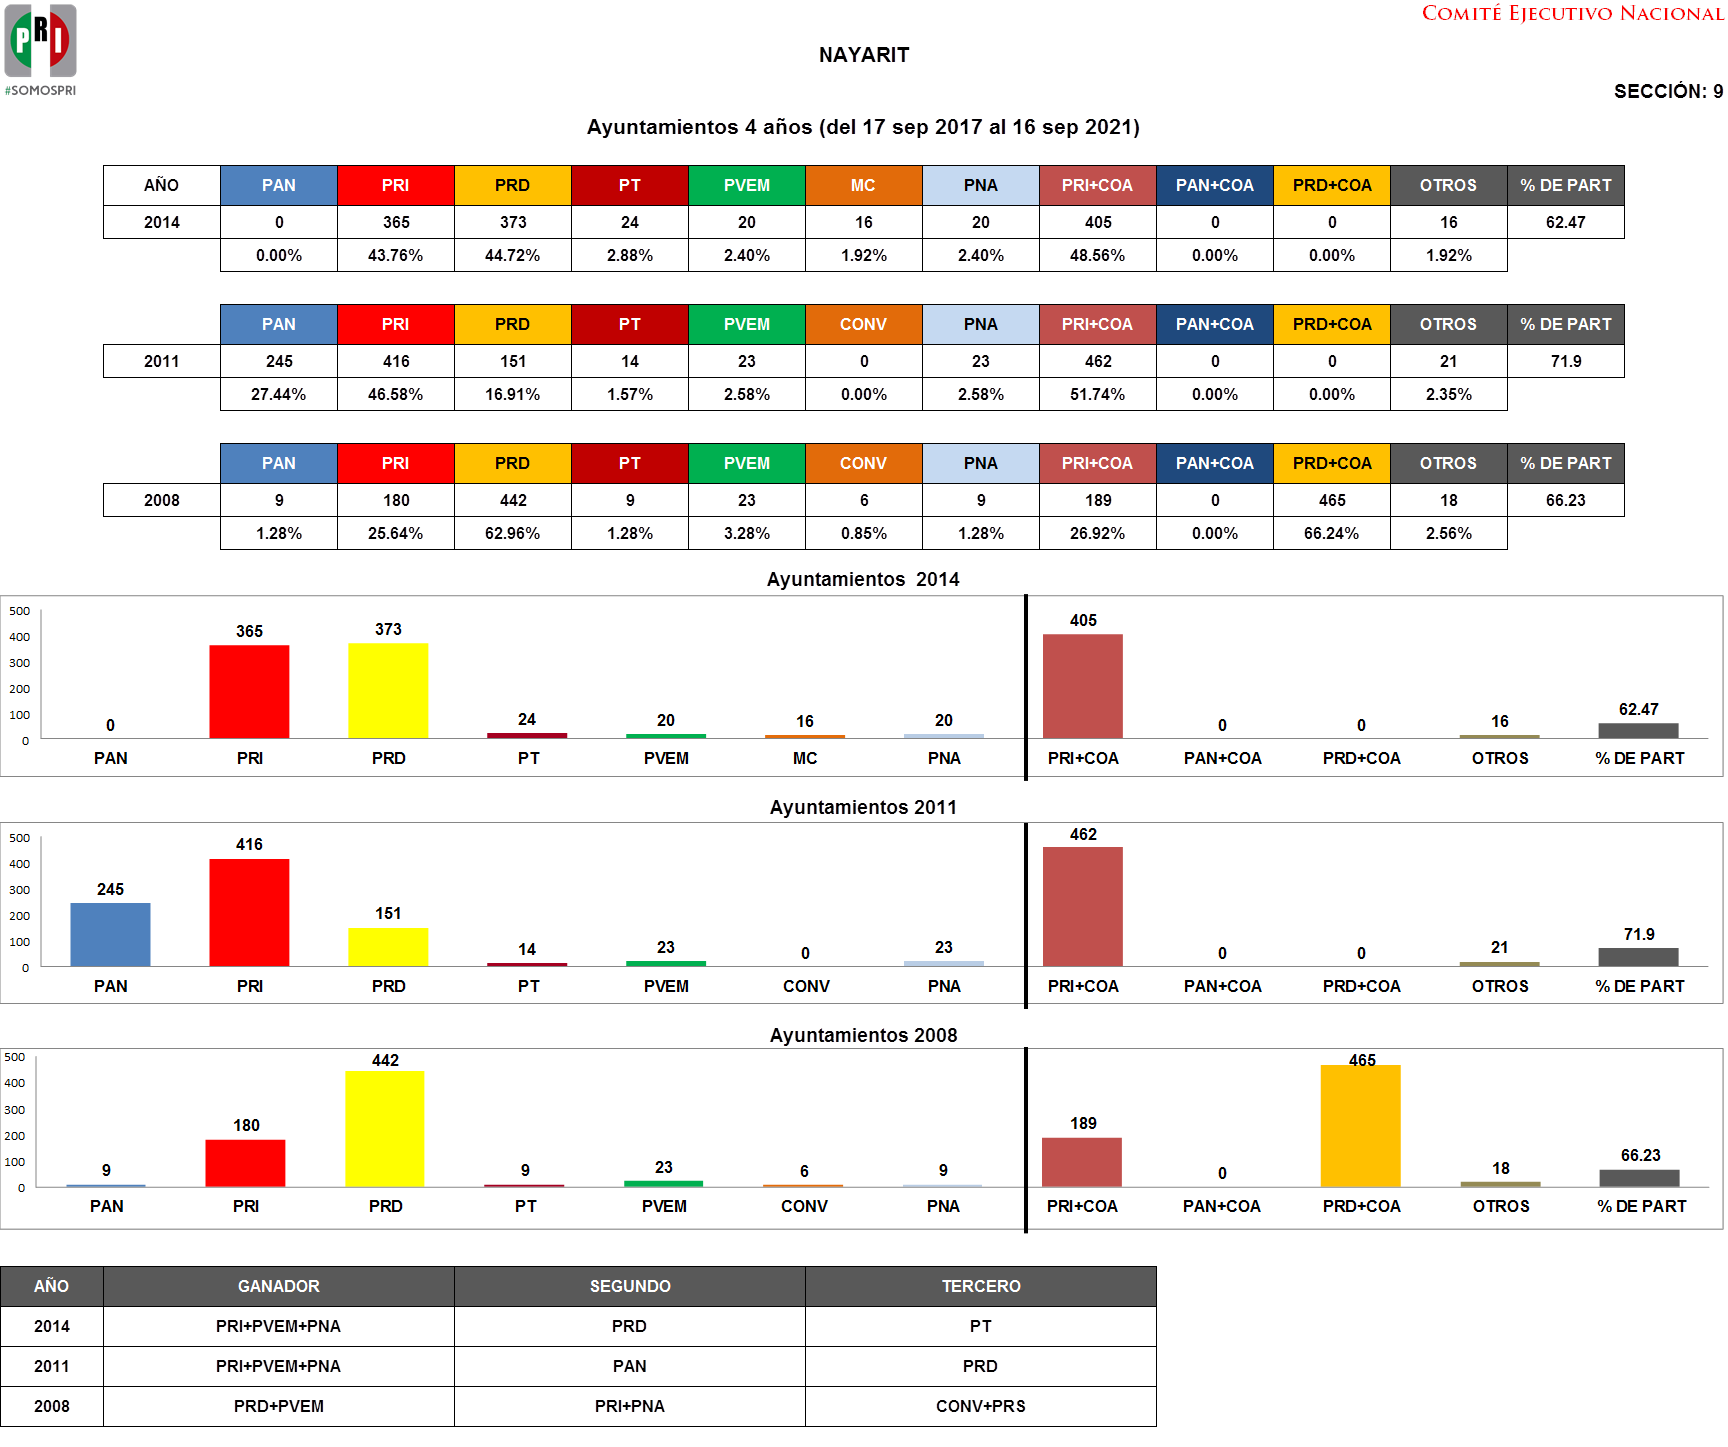 PRI
#SOMOSPRI
COMITÉ EJECUTIVO NACIONAL
NAYARIT
SECCIÓN: 9
Ayuntamientos 4 años (del 17 sep 2017 al 16 sep 2021)
AÑO PAN PRI PRD PT PVEM MC PNA PRI+COA PAN+COA PRD+COA OTROS % DE PART
2014 0 365 373 24 20 16 20 405 0 0 16 62.47
0.00% 43.76% 44.72% 2.88% 2.40% 1.92% 2.40% 48.56% 0.00% 0.00% 1.92%
PAN PRI PRD PT PVEM CONV PNA PRI+COA PAN+COA PRD+COA OTROS % DE PART
2011 245 416 151 14 23 0 23 462 0 0 21 71.9
27.44% 46.58% 16.91% 1.57% 2.58% 0.00% 2.58% 51.74% 0.00% 0.00% 2.35%
PAN PRI PRD PT PVEM CONV PNA PRI+COA PAN+COA PRD+COA OTROS % DE PART
2008 9 180 442 9 23 6 9 189 0 465 18 66.23
1.28% 25.64% 62.96% 1.28% 3.28% 0.85% 1.28% 26.92% 0.00% 66.24% 2.56%
Ayuntamientos 2014
500
400
300
200
100
0
0 365 373 24 20 16 20 405 0 0 16 62.47
PAN PRI PRD PT PVEM MC PNA PRI+COA PAN+COA PRD+COA OTROS % DE PART
Ayuntamientos 2011
500
400
300
200
100
0
245 416 151 14 23 0 23 462 0 0 21 71.9
PAN PRI PRD PT PVEM CONV PNA PRI+COA PAN+COA PRD+COA OTROS % DE PART
Ayuntamientos 2008
500
400
300
200
100
0
9 180 442 9 23 6 9 189 0 465 18 66.23
PAN PRI PRD PT PVEM CONV PNA PRI+COA PAN+COA PRD+COA OTROS % DE PART
AÑO GANADOR SEGUNDO TERCERO
2014 PRI+PVEM+PNA PRD PT
2011 PRI+PVEM+PNA PAN PRD
2008 PRD+PVEM PRI+PNA CONV+PRS